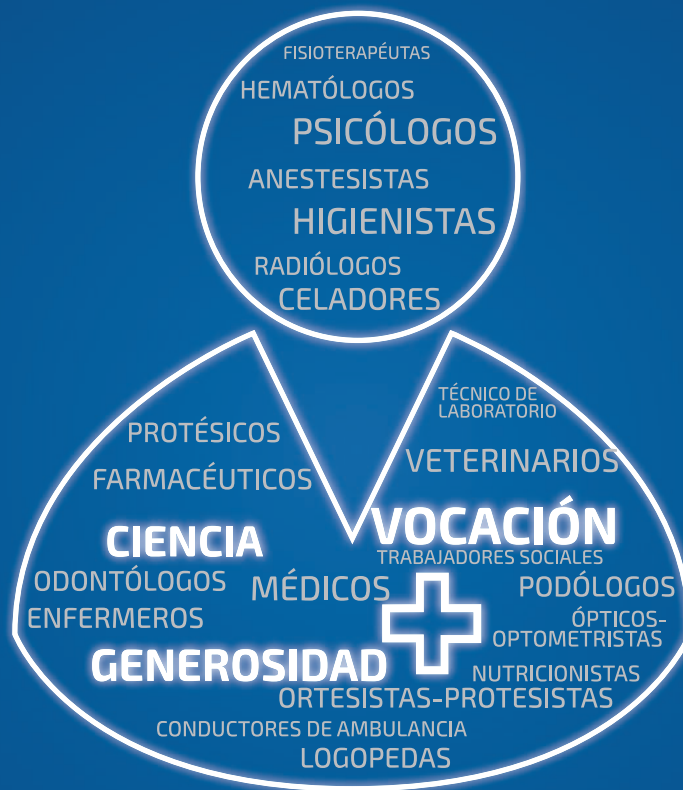 FISIOTERAPÉUTAS
HEMATÓLOGOS
PSICÓLOGOS
ANESTESISTAS
HIGIENISTAS
RADIÓLOGOS
CELADORES
TÉCNICO DE
LABORATORIO
PROTÉSICOS
VETERINARIOS
FARMACÉUTICOS
VOCACIÓN
CIENCIA
TRABAJADORES SOCIALES
ODONTÓLOGOS
MÉDICOS
PODÓLOGOS
ENFERMEROS
ÓPTICOS-
OPTOMETRISTAS
GENEROSIDAD
NUTRICIONISTAS
ORTESISTAS-PROTESISTAS
CONDUCTORES DE AMBULANCIA
LOGOPEDAS